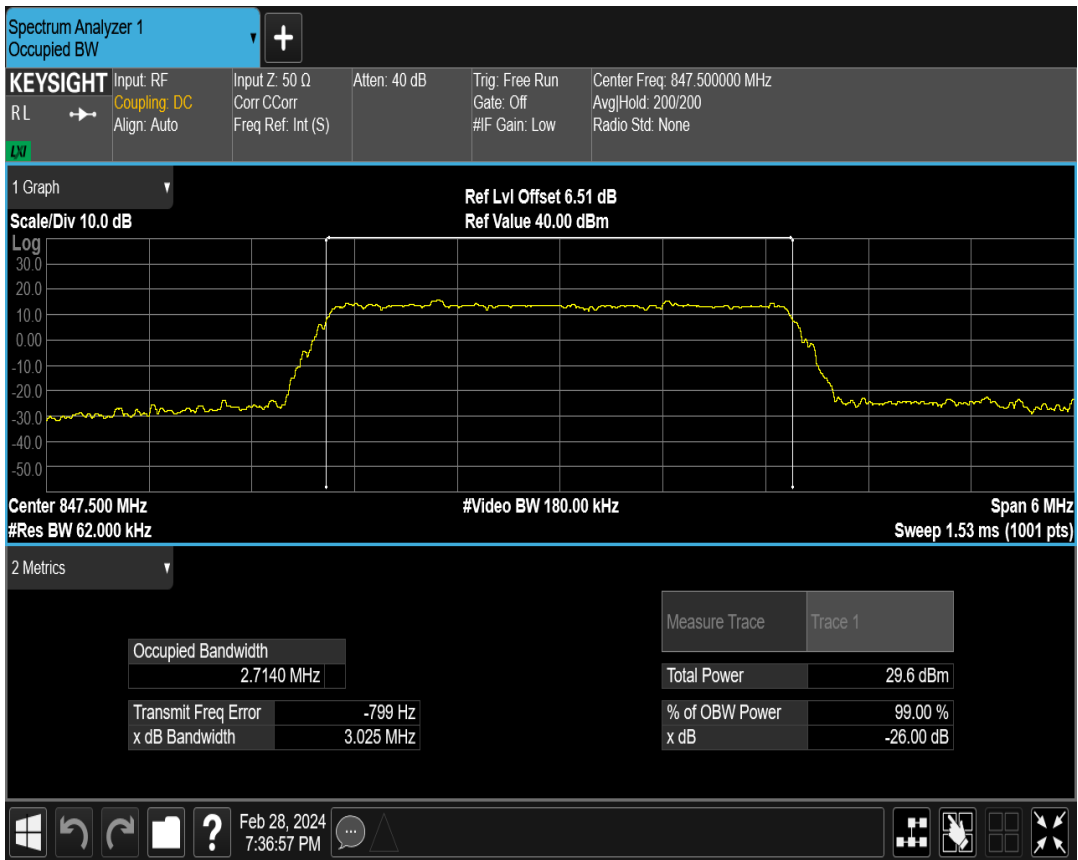 Spectrum Analyzer 1
Occupied BW
KEYSIGHT
R L
LXI
Input: RF
Coupling: DC
Align: Auto
Input Z: 50 Ω
Corr CCorr
Freq Ref: Int (S)
Atten: 40 dB
Trig: Free Run
Gate: Off
#IF Gain: Low
Center Freq: 847.500000 MHz
Avg|Hold: 200/200
Radio Std: None
1 Graph
Scale/Div 10.0 dB
Ref Lvl Offset 6.51 dB
Ref Value 40.00 dBm
Log
30.0
20.0
10.0
0.00
-10.0
-20.0
-30.0
-40.0
-50.0
Center 847.500 MHz
#Res BW 62.000 kHz
#Video BW 180.00 kHz
Span 6 MHz
Sweep 1.53 ms (1001 pts)
2 Metrics
Occupied Bandwidth
2.7140 MHz
Transmit Freq Error -799 Hz
x dB Bandwidth 3.025 MHz
Measure Trace Trace 1
Total Power 29.6 dBm
% of OBW Power 99.00 %
x dB -26.00 dB
?
Feb 28, 2024
7:36:57 PM